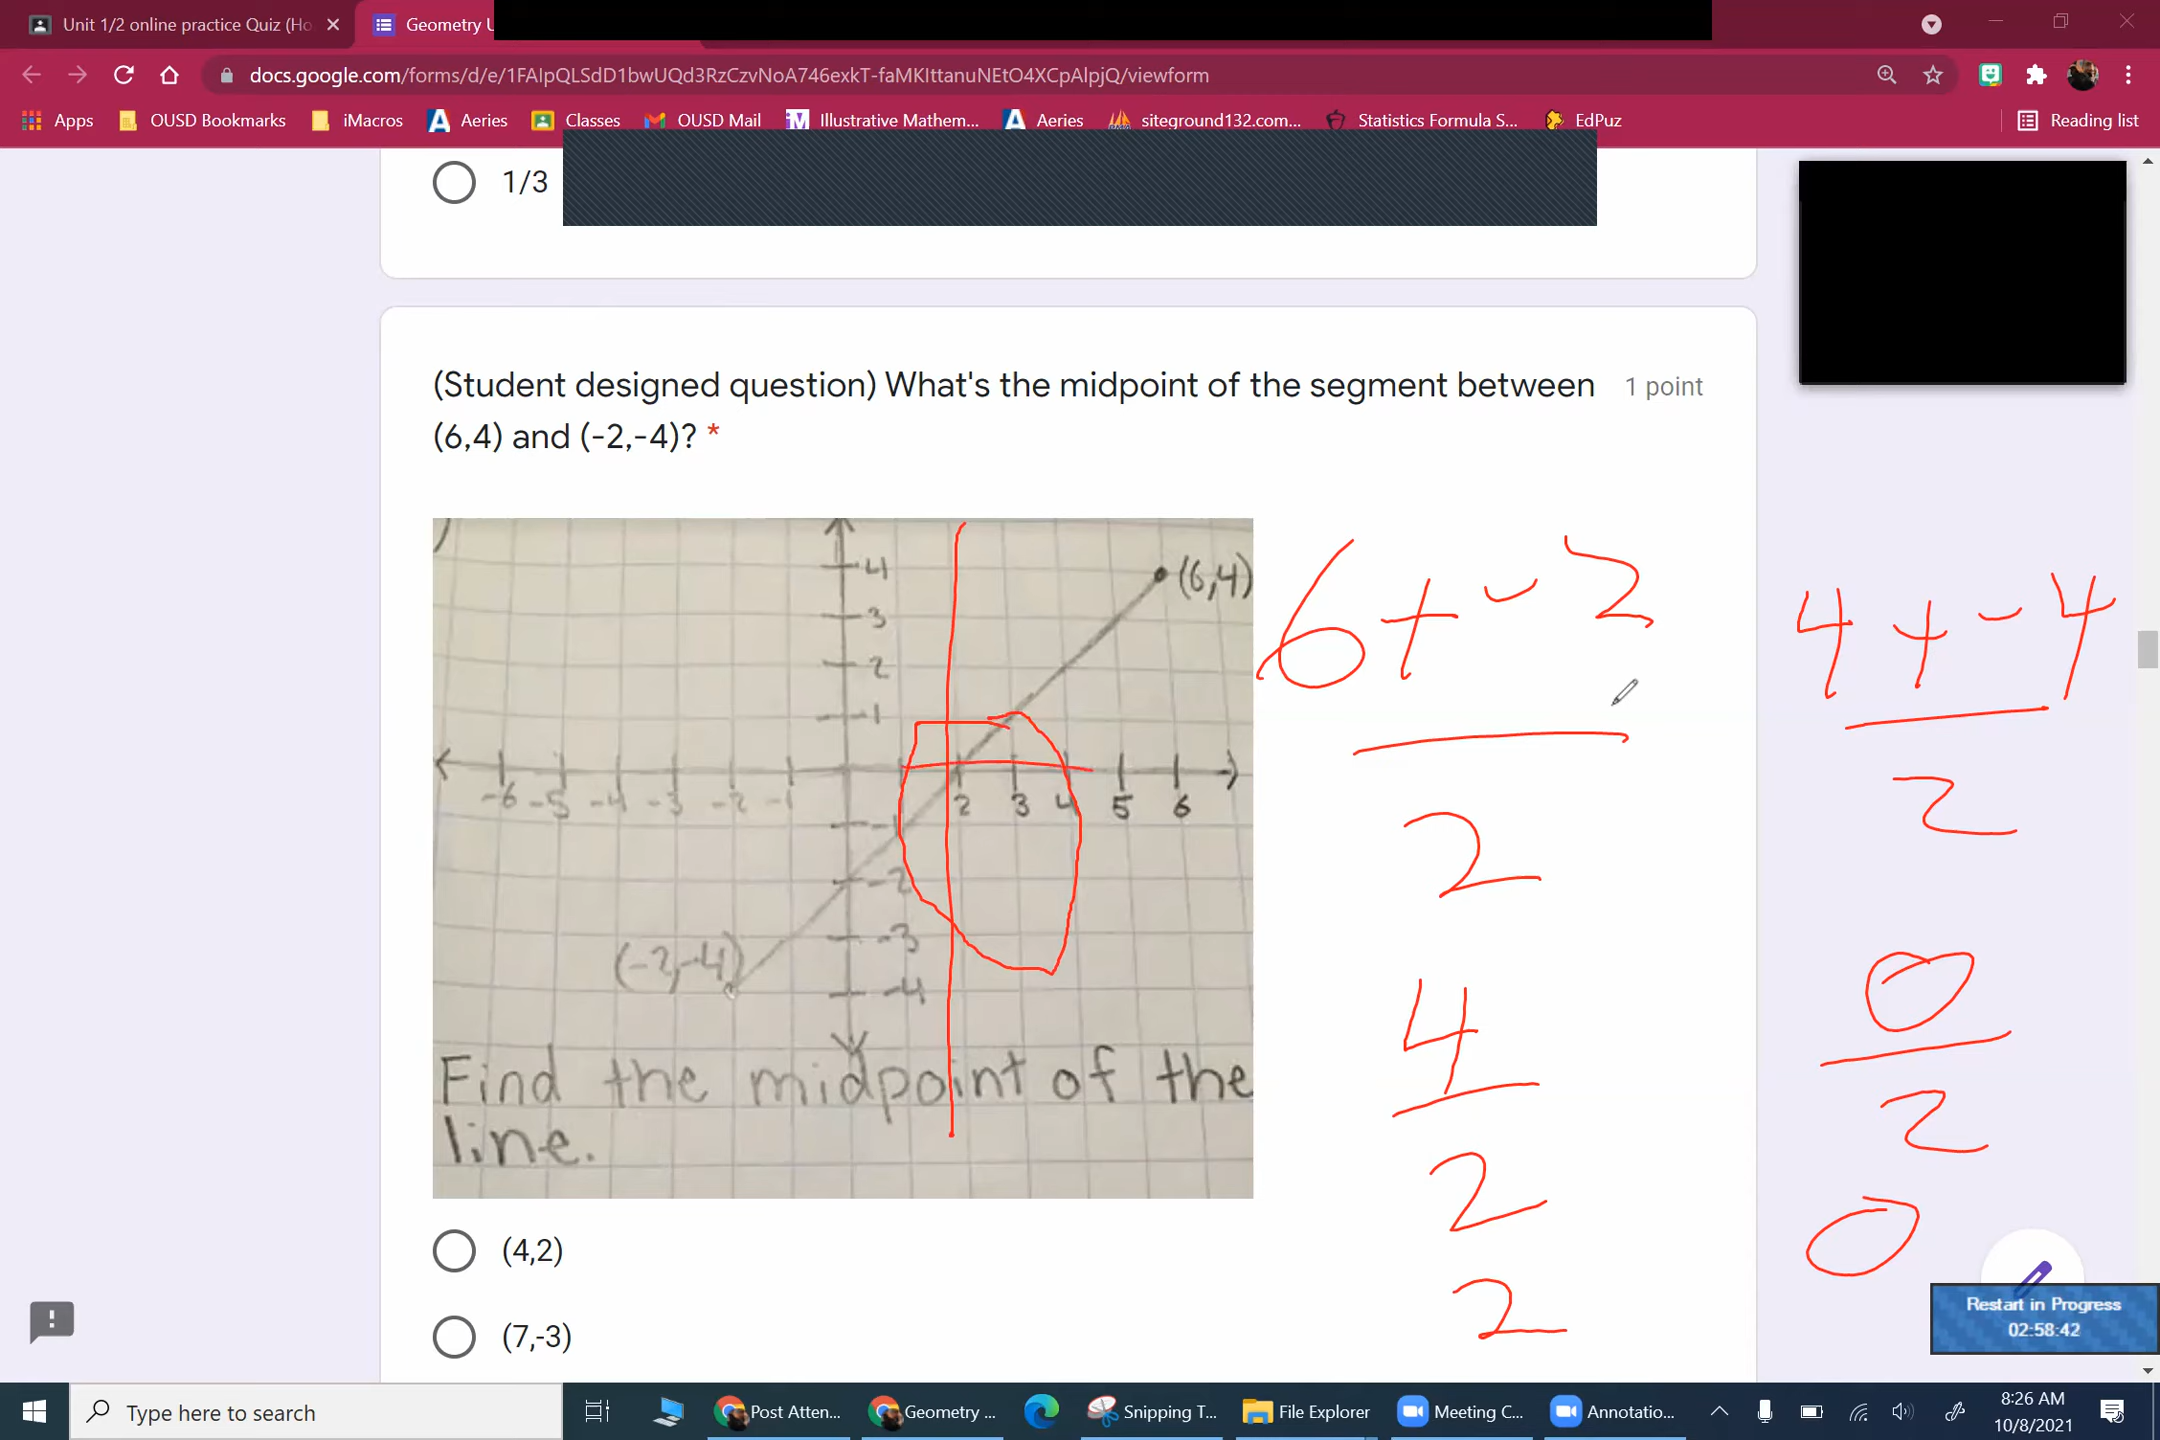 Unit 1/2 online practice Quiz (Ho
Geometry U
docs.google.com/forms/d/e/1FAIpQLSdD1bwUQd3RzCzvNoA746exkT-faMKIttanuNEtO4XCpAlpjQ/viewform
Apps OUSD Bookmarks iMacros Aeries Classes OUSD Mail Illustrative Mathem... Aeries siteground132.com... Statistics Formula S... EdPuz Reading list
1/3
(Student designed question) What's the midpoint of the segment between
(6,4) and (-2,-4)? *
1 point
4
(6,4)
3
2
1
-6 -5 -4 -3 -2 -1 2 3 4 5 6
-1
-2
-3
(-2,-4)
-4
Find the midpoint of the
line.
6+-2
2
4
2
2
4+-4
2
0
2
0
(4,2)
(7,-3)
Restart in Progress
02:58:42
Type here to search
Post Atten...
Geometry ...
Snipping T...
File Explorer
Meeting C...
Annotatio...
8:26 AM
10/8/2021